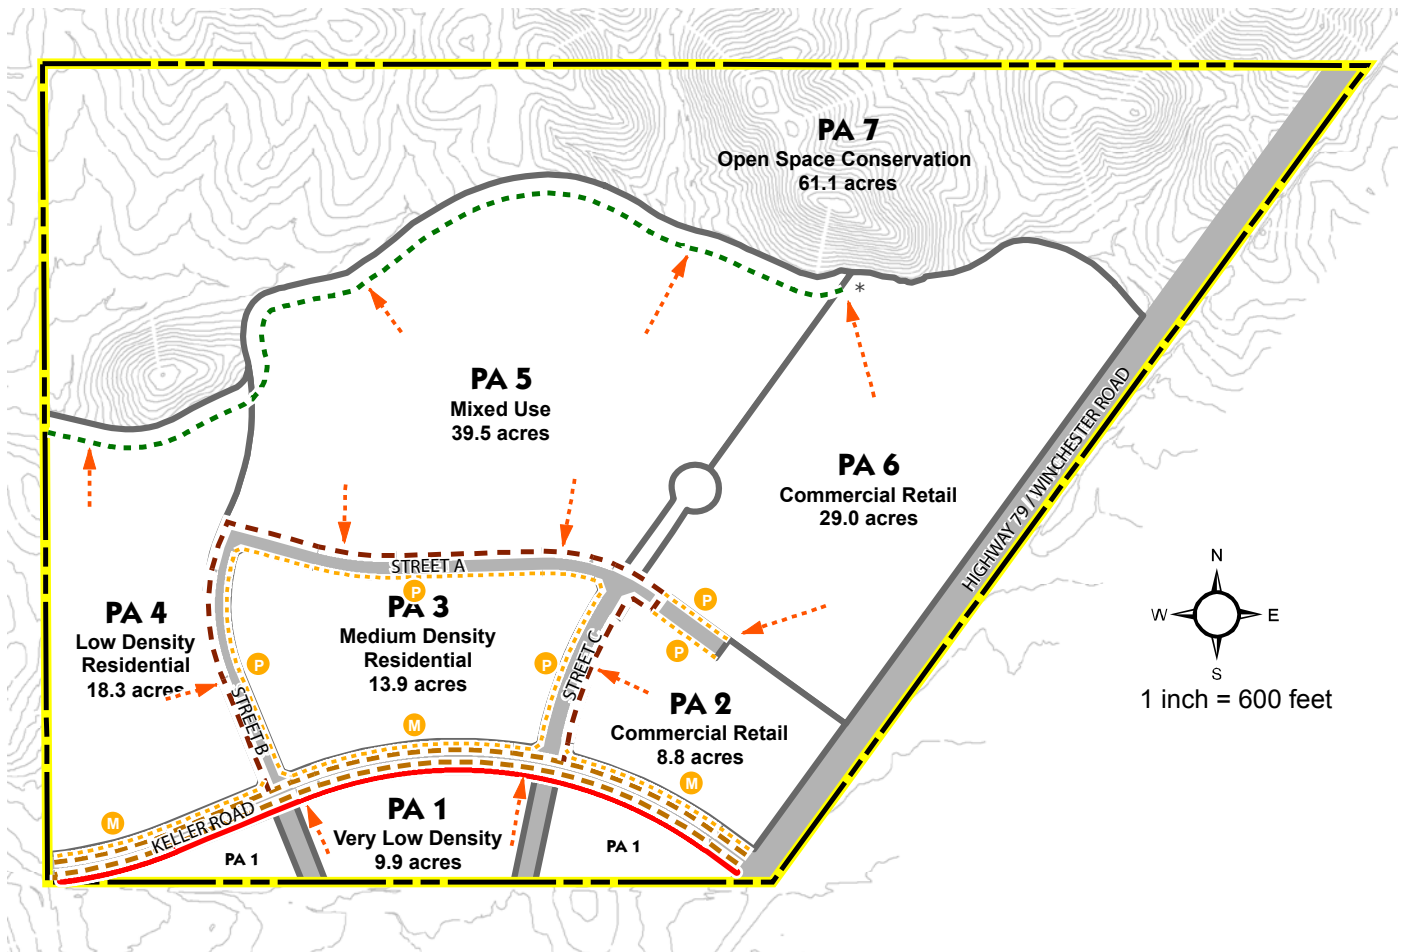 PA 7
Open Space Conservation
61.1 acres
*
PA 5
Mixed Use
39.5 acres
PA 6
Commercial Retail
29.0 acres
HIGHWAY 79 / WINCHESTER ROAD
STREET A
P
P
PA 4
Low Density
Residential
18.3 acres
PA 3
Medium Density
Residential
13.9 acres
P
P
P
STREET B
STREET C
PA 2
Commercial Retail
8.8 acres
M
M
M
KELLER ROAD
PA 1
Very Low Density
9.9 acres
PA 1
PA 1
N
W
E
S
1 inch = 600 feet